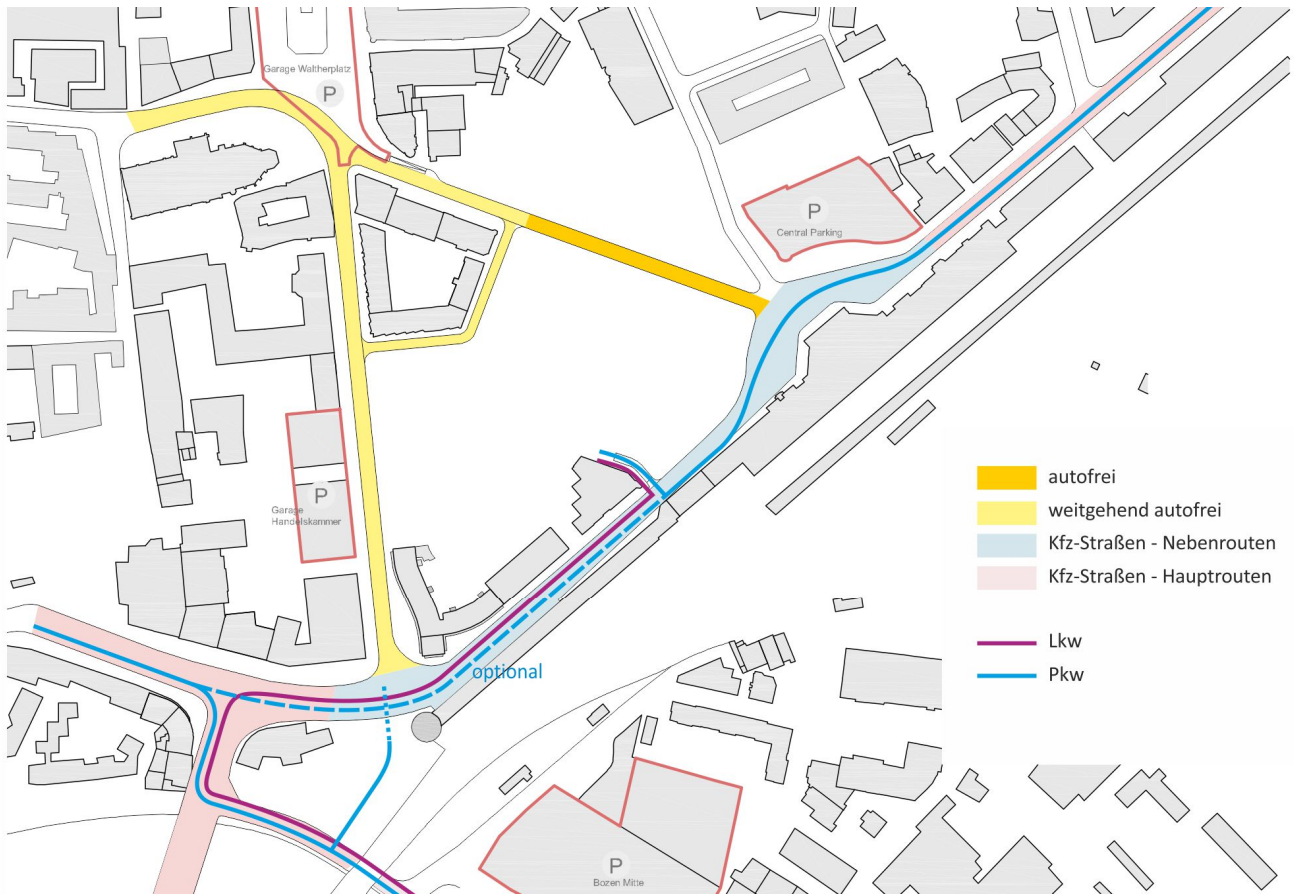 Garage Waltherplatz
P
P
Central Parking
P
Garage
Handelskammer
optional
P
Bozen Mitte
autofrei
weitgehend autofrei
Kfz-Straßen - Nebenrouten
Kfz-Straßen - Hauptrouten
Lkw
Pkw